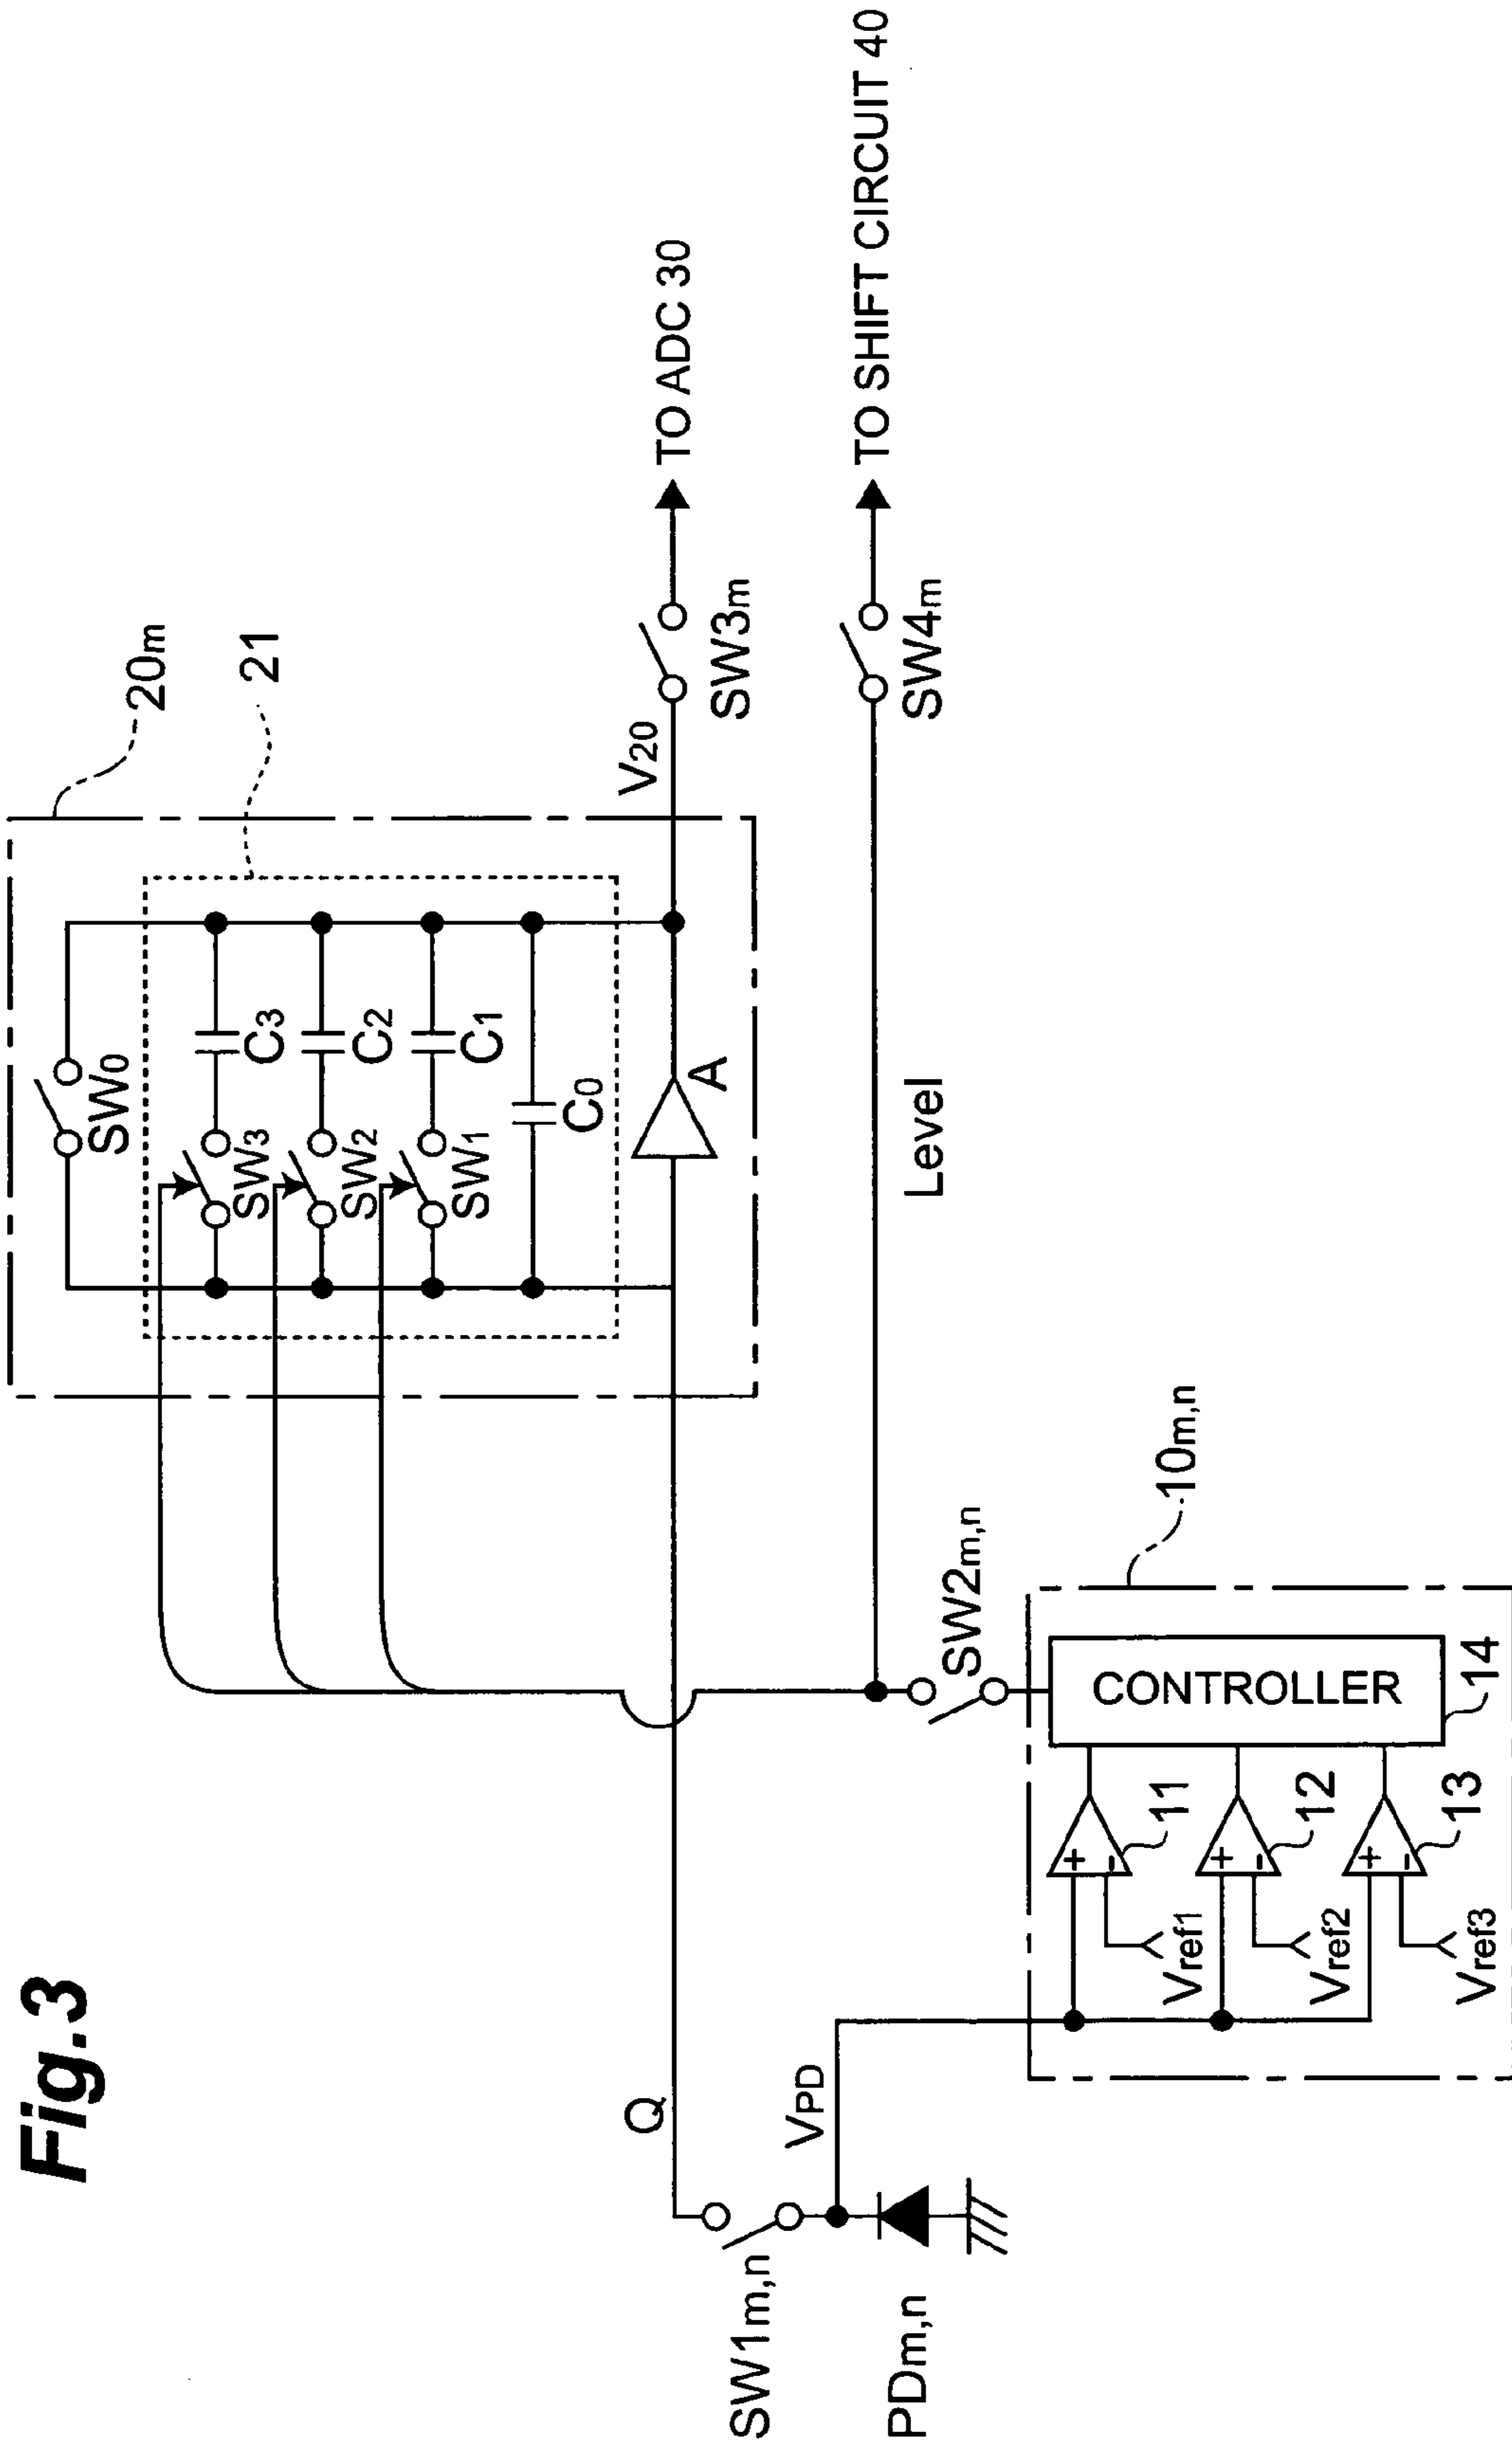 Fig.3
20m
21
SW0
SW3
C3
SW2
C2
SW1
C1
C0
A
V20
SW3m
TO ADC 30
Q
SW1m,n
VPD
PDm,n
Level
SW4m
TO SHIFT CIRCUIT 40
SW2m,n
10m,n
CONTROLLER
14
+
-
11
Vref1
+
-
12
Vref2
+
-
13
Vref3